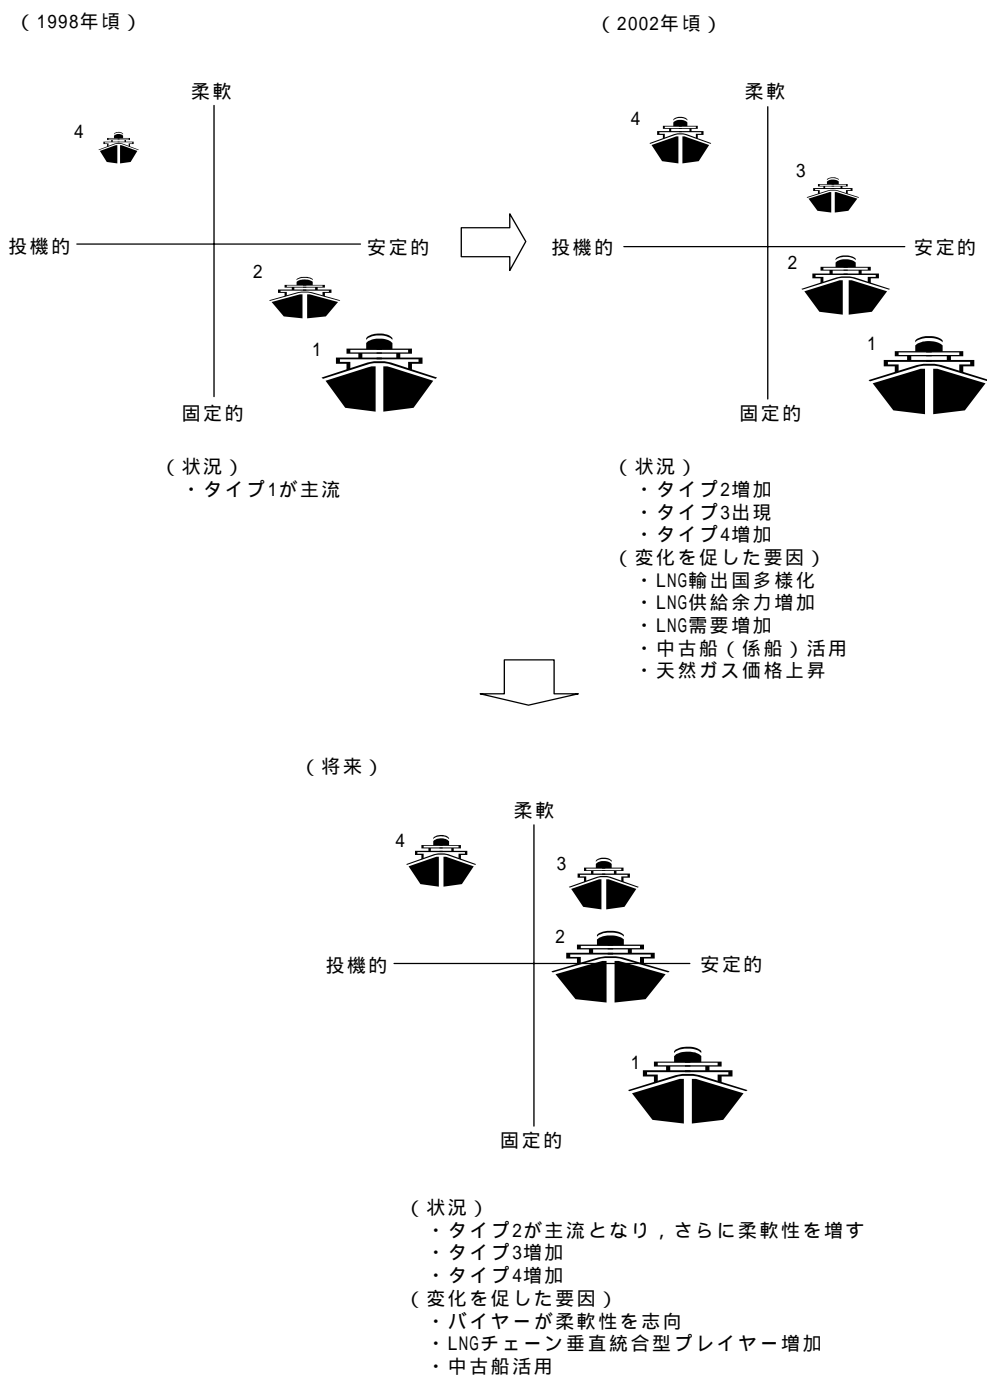 (1998年頃)
柔軟
4
投機的
安定的
2
1
固定的
(状況)
・タイプ1が主流
(2002年頃)
柔軟
4
3
投機的
安定的
2
1
固定的
(状況)
・タイプ2増加
・タイプ3出現
・タイプ4増加
(変化を促した要因)
・LNG輸出国多様化
・LNG供給余力増加
・LNG需要増加
・中古船(係船)活用
・天然ガス価格上昇
(将来)
柔軟
4
3
2
投機的
安定的
1
固定的
(状況)
・タイプ2が主流となり,さらに柔軟性を増す
・タイプ3増加
・タイプ4増加
(変化を促した要因)
・バイヤーが柔軟性を志向
・LNGチェーン垂直統合型プレイヤー増加
・中古船活用